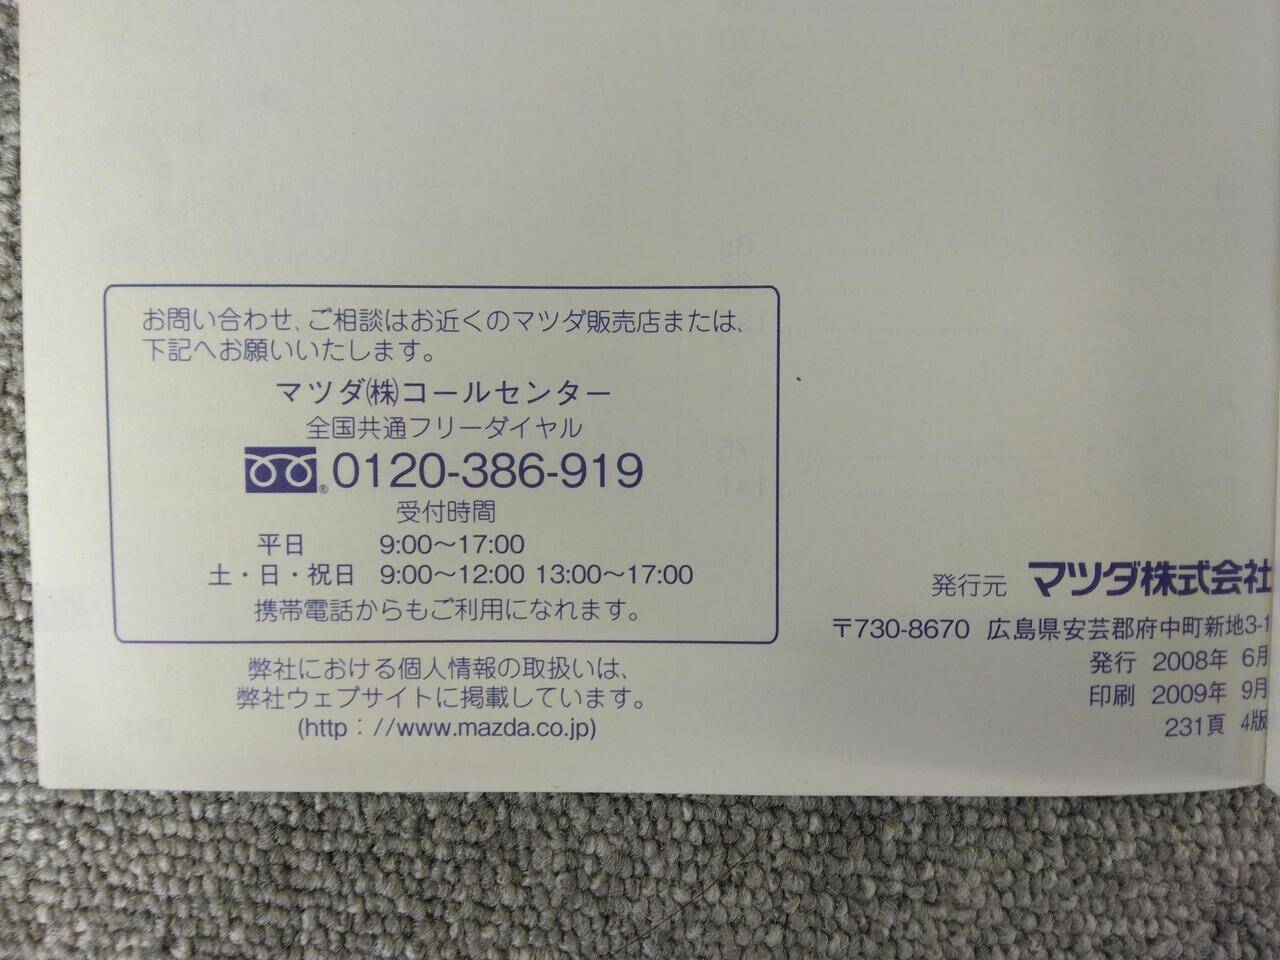 お問い合わせ、ご相談はお近くのマツダ販売店または、
下記へお願いいたします。
マツダ(株)コールセンター
全国共通フリーダイヤル
0120-386-919
受付時間
平日 9:00～17:00
土・日・祝日 9:00～12:00 13:00～17:00
携帯電話からもご利用になれます。
弊社における個人情報の取扱いは、
弊社ウェブサイトに掲載しています。
(http：//www.mazda.co.jp)
発行元 マツダ株式会社
〒730-8670 広島県安芸郡府中町新地3-1
発行 2008年 6月
印刷 2009年 9月
231頁 4版